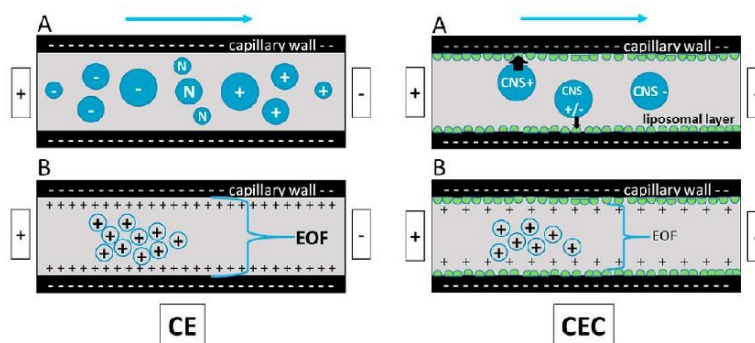 A
A
capillary wall
capillary wall
+
-
-
-
-
-
N
N
N
+
+
+
+
+
-
CNS+
CNS
+/-
CNS -
liposomal layer
B
B
capillary wall
capillary wall
+
EOF
-
+
EOF
-
CE
CEC